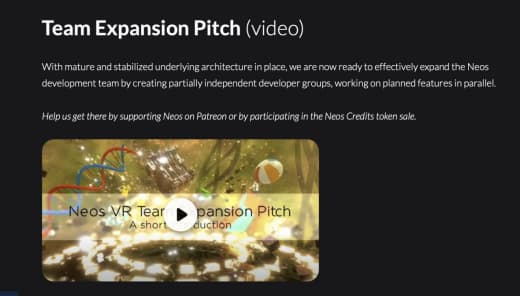 Team Expansion Pitch (video)
With mature and stabilized underlying architecture in place, we are now ready to effectively expand the Neos
development team by creating partially independent developer groups, working on planned features in parallel.
Help us get there by supporting Neos on Patreon or by participating in the Neos Credits token sale.
Neos VR Tear pansion Pitch
A short duction